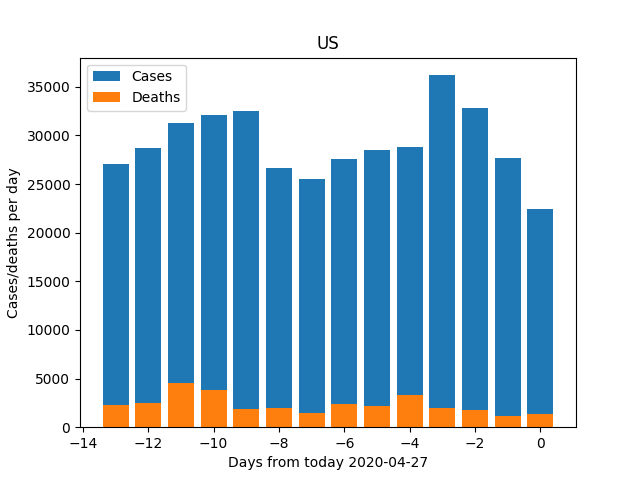 US
Cases
Deaths
Cases/deaths per day
35000
30000
25000
20000
15000
10000
5000
0
−14 −12 −10 −8 −6 −4 −2 0
Days from today 2020-04-27